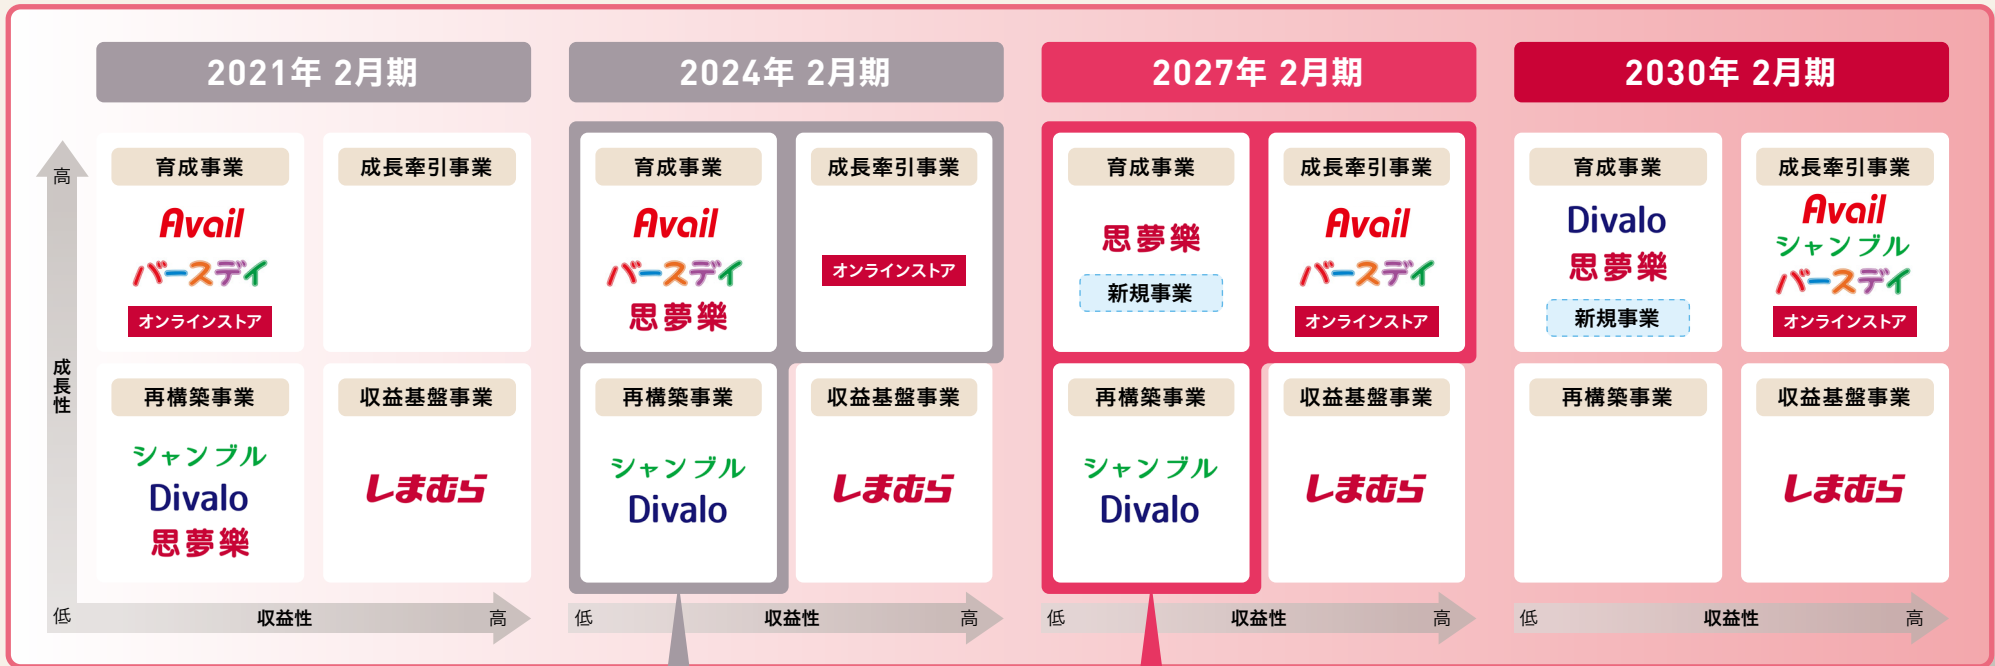 2021年 2月期
2024年 2月期
2027年 2月期
2030年 2月期
高
成長性
低
育成事業
Avail
バースデイ
オンラインストア
成長牽引事業
再構築事業
シャンブル
Divalo
思夢樂
収益基盤事業
しまむら
収益性
高
育成事業
Avail
バースデイ
思夢樂
成長牽引事業
オンラインストア
再構築事業
シャンブル
Divalo
収益基盤事業
しまむら
低
収益性
高
育成事業
思夢樂
新規事業
成長牽引事業
Avail
バースデイ
オンラインストア
再構築事業
シャンブル
Divalo
収益基盤事業
しまむら
低
収益性
高
育成事業
Divalo
思夢樂
新規事業
成長牽引事業
Avail
シャンブル
バースデイ
オンラインストア
再構築事業
収益基盤事業
しまむら
低
収益性
高